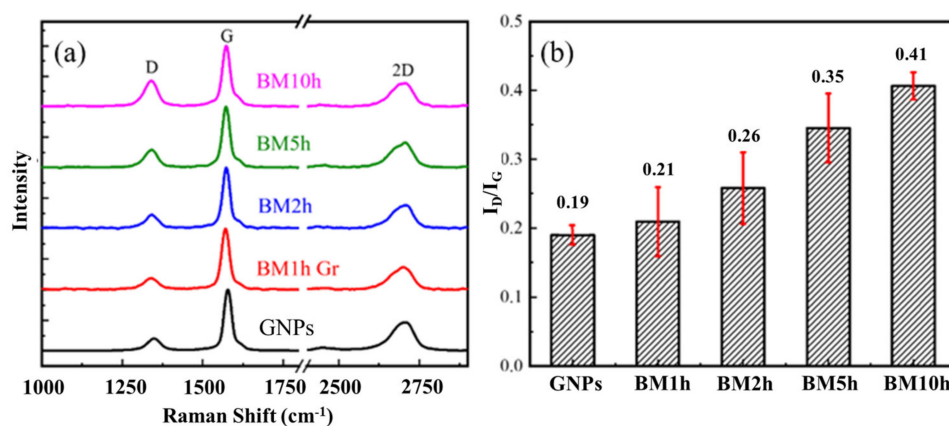 (a)
D
G
2D
BM10h
BM5h
BM2h
BM1h Gr
GNPs
Intensity
1000 1250 1500 1750 2500 2750
Raman Shift (cm-1)
(b)
I_D/I_G
0.5
0.4
0.3
0.2
0.1
0.0
0.19
0.21
0.26
0.35
0.41
GNPs BM1h BM2h BM5h BM10h